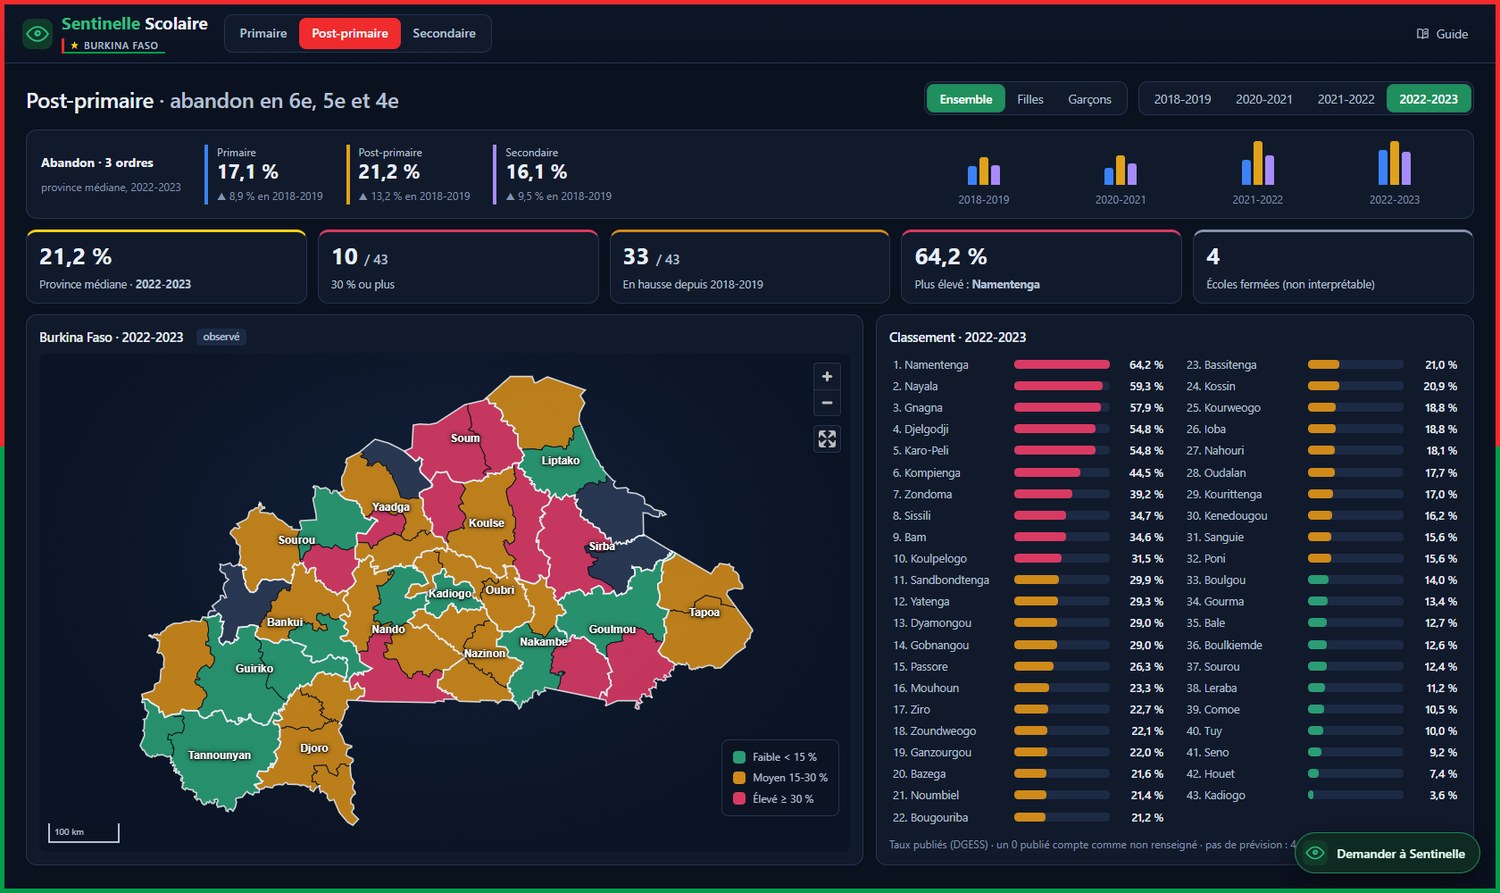 Sentinelle Scolaire
★ BURKINA FASO
Primaire
Post-primaire
Secondaire
Guide
Post-primaire · abandon en 6e, 5e et 4e
Ensemble
Filles
Garçons
2018-2019
2020-2021
2021-2022
2022-2023
Abandon · 3 ordres
province médiane, 2022-2023
Primaire
17,1 %
▲ 8,9 % en 2018-2019
Post-primaire
21,2 %
▲ 13,2 % en 2018-2019
Secondaire
16,1 %
▲ 9,5 % en 2018-2019
2018-2019
2020-2021
2021-2022
2022-2023
21,2 %
Province médiane · 2022-2023
10 / 43
30 % ou plus
33 / 43
En hausse depuis 2018-2019
64,2 %
Plus élevé : Namentenga
4
Écoles fermées (non interprétable)
Burkina Faso · 2022-2023
observé
+
−
Soum
Liptako
Yaadga
Koulse
Sourou
Sirba
Kadiogo
Oubri
Tapoa
Bankui
Nando
Goulmou
Nakambe
Nazinon
Guiriko
Djoro
Tannounyan
Faible < 15 %
Moyen 15-30 %
Élevé ≥ 30 %
100 km
Classement · 2022-2023
1. Namentenga 64,2 %
2. Nayala 59,3 %
3. Gnagna 57,9 %
4. Djelgodji 54,8 %
5. Karo-Peli 54,8 %
6. Kompienga 44,5 %
7. Zondoma 39,2 %
8. Sissili 34,7 %
9. Bam 34,6 %
10. Koulpelogo 31,5 %
11. Sandbondtenga 29,9 %
12. Yatenga 29,3 %
13. Dyamongou 29,0 %
14. Gobnangou 29,0 %
15. Passore 26,3 %
16. Mouhoun 23,3 %
17. Ziro 22,7 %
18. Zoundweogo 22,1 %
19. Ganzourgou 22,0 %
20. Bazega 21,6 %
21. Noumbiel 21,4 %
22. Bougouriba 21,2 %
23. Bassitenga 21,0 %
24. Kossin 20,9 %
25. Kourweogo 18,8 %
26. Ioba 18,8 %
27. Nahouri 18,1 %
28. Oudalan 17,7 %
29. Kourittenga 17,0 %
30. Kenedougou 16,2 %
31. Sanguie 15,6 %
32. Poni 15,6 %
33. Boulgou 14,0 %
34. Gourma 13,4 %
35. Bale 12,7 %
36. Boulkiemde 12,6 %
37. Sourou 12,4 %
38. Leraba 11,2 %
39. Comoe 10,5 %
40. Tuy 10,0 %
41. Seno 9,2 %
42. Houet 7,4 %
43. Kadiogo 3,6 %
Taux publiés (DGESS) · un 0 publié compte comme non renseigné · pas de prévision : 4
Demander à Sentinelle